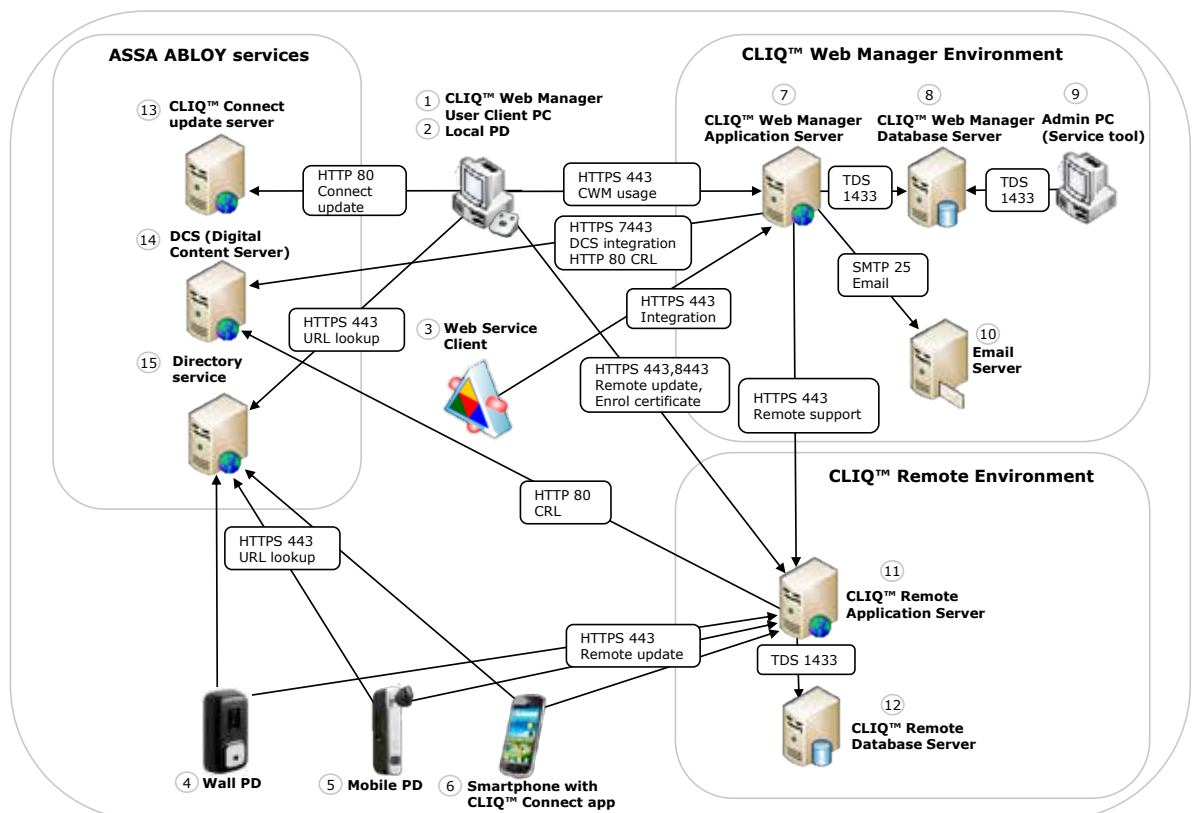 ASSA ABLOY services
CLIQ™ Web Manager Environment
13 CLIQ™ Connect
update server
1 CLIQ™ Web Manager
User Client PC
2 Local PD
7
CLIQ™ Web Manager
Application Server
8
CLIQ™ Web Manager
Database Server
9
Admin PC
(Service tool)
HTTP 80
Connect
update
HTTPS 443
CWM usage
TDS
1433
TDS
1433
14 DCS (Digital
Content Server)
HTTPS 7443
DCS integration
HTTP 80 CRL
SMTP 25
Email
HTTPS 443
URL lookup
3 Web Service
Client
HTTPS 443
Integration
10
Email
Server
15 Directory
service
HTTPS 443,8443
Remote update,
Enrol certificate
HTTPS 443
Remote support
CLIQ™ Remote Environment
HTTP 80
CRL
HTTPS 443
URL lookup
11
CLIQ™ Remote
Application Server
HTTPS 443
Remote update
TDS 1433
12
CLIQ™ Remote
Database Server
4 Wall PD
5 Mobile PD
6 Smartphone with
CLIQ™ Connect app